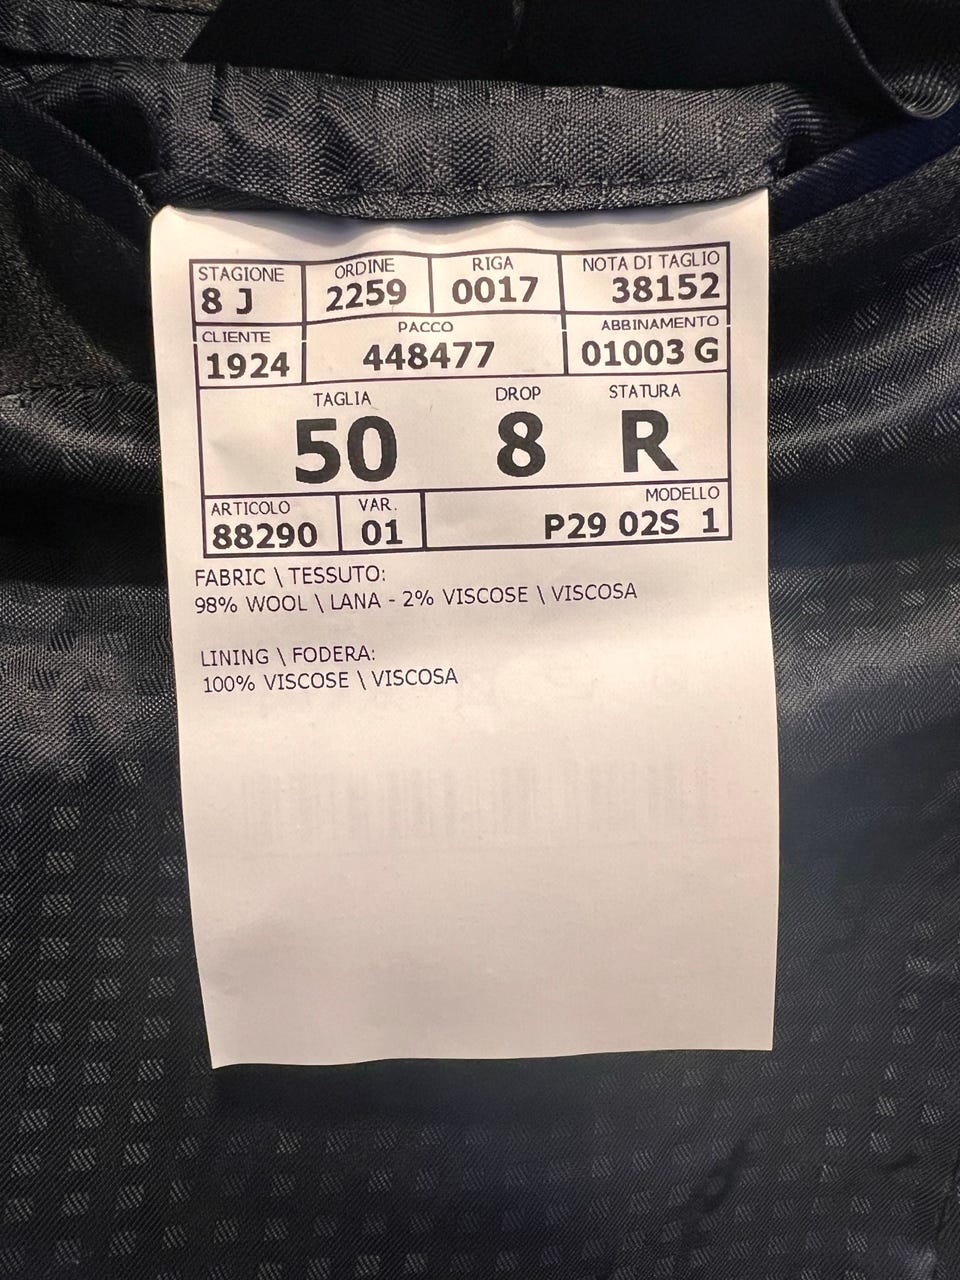 STAGIONE ORDINE RIGA NOTA DI TAGLIO
8 J 2259 0017 38152
CLIENTE PACCO ABBINAMENTO
1924 448477 01003 G
TAGLIA DROP STATURA
50 8 R
ARTICOLO VAR. MODELLO
88290 01 P29 02S 1
FABRIC \ TESSUTO:
98% WOOL \ LANA - 2% VISCOSE \ VISCOSA
LINING \ FODERA:
100% VISCOSE \ VISCOSA